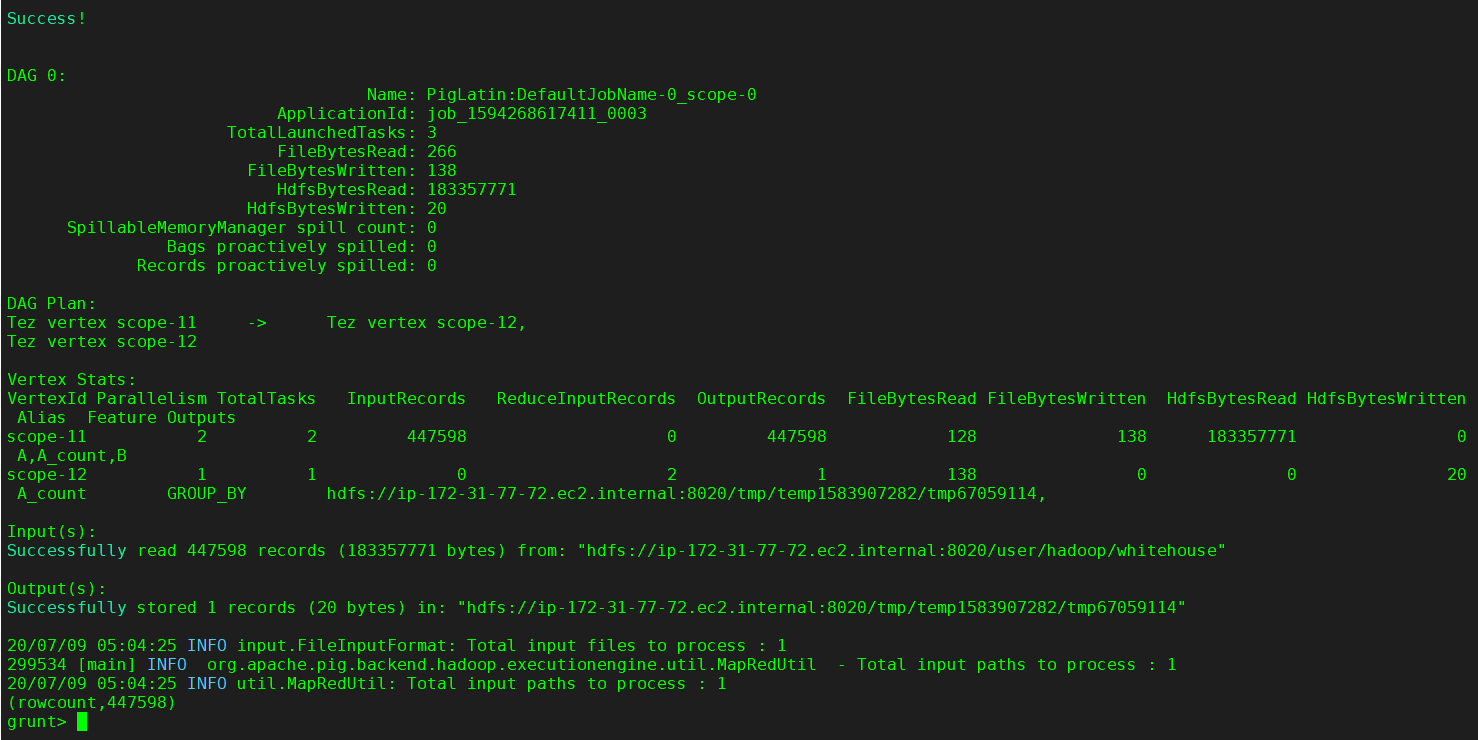 Success!
DAG 0:
                                    Name: PigLatin:DefaultJobName-0_scope-0
                           ApplicationId: job_1594268617411_0003
                      TotalLaunchedTasks: 3
                           FileBytesRead: 266
                        FileBytesWritten: 138
                           HdfsBytesRead: 183357771
                        HdfsBytesWritten: 20
      SpillableMemoryManager spill count: 0
                Bags proactively spilled: 0
             Records proactively spilled: 0
DAG Plan:
Tez vertex scope-11     ->      Tez vertex scope-12,
Tez vertex scope-12
Vertex Stats:
VertexId Parallelism TotalTasks   InputRecords   ReduceInputRecords  OutputRecords  FileBytesRead FileBytesWritten  HdfsBytesRead HdfsBytesWritten
 Alias  Feature Outputs
scope-11           2          2         447598                    0         447598            128              138      183357771                0
 A,A_count,B
scope-12           1          1              0                    2              1            138                0              0               20
 A_count        GROUP_BY        hdfs://ip-172-31-77-72.ec2.internal:8020/tmp/temp1583907282/tmp67059114,
Input(s):
Successfully read 447598 records (183357771 bytes) from: "hdfs://ip-172-31-77-72.ec2.internal:8020/user/hadoop/whitehouse"
Output(s):
Successfully stored 1 records (20 bytes) in: "hdfs://ip-172-31-77-72.ec2.internal:8020/tmp/temp1583907282/tmp67059114"
20/07/09 05:04:25 INFO input.FileInputFormat: Total input files to process : 1
299534 [main] INFO  org.apache.pig.backend.hadoop.executionengine.util.MapRedUtil  - Total input paths to process : 1
20/07/09 05:04:25 INFO util.MapRedUtil: Total input paths to process : 1
(rowcount,447598)
grunt>